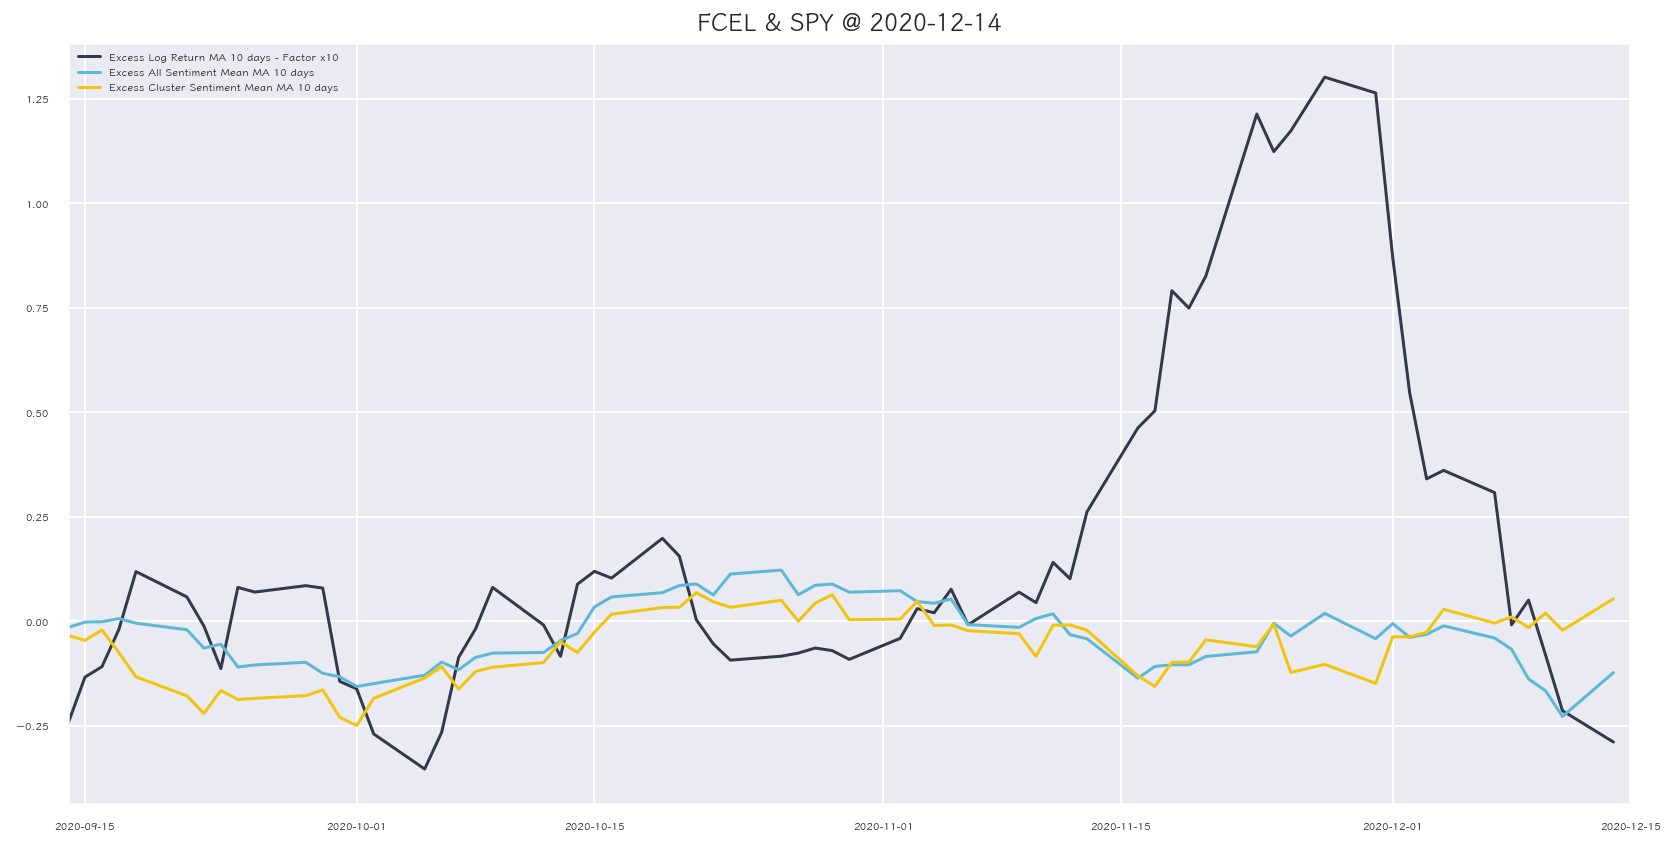 FCEL & SPY @ 2020-12-14
Excess Log Return MA 10 days - Factor x10
Excess All Sentiment Mean MA 10 days
Excess Cluster Sentiment Mean MA 10 days
1.25
1.00
0.75
0.50
0.25
0.00
−0.25
2020-09-15 2020-10-01 2020-10-15 2020-11-01 2020-11-15 2020-12-01 2020-12-15